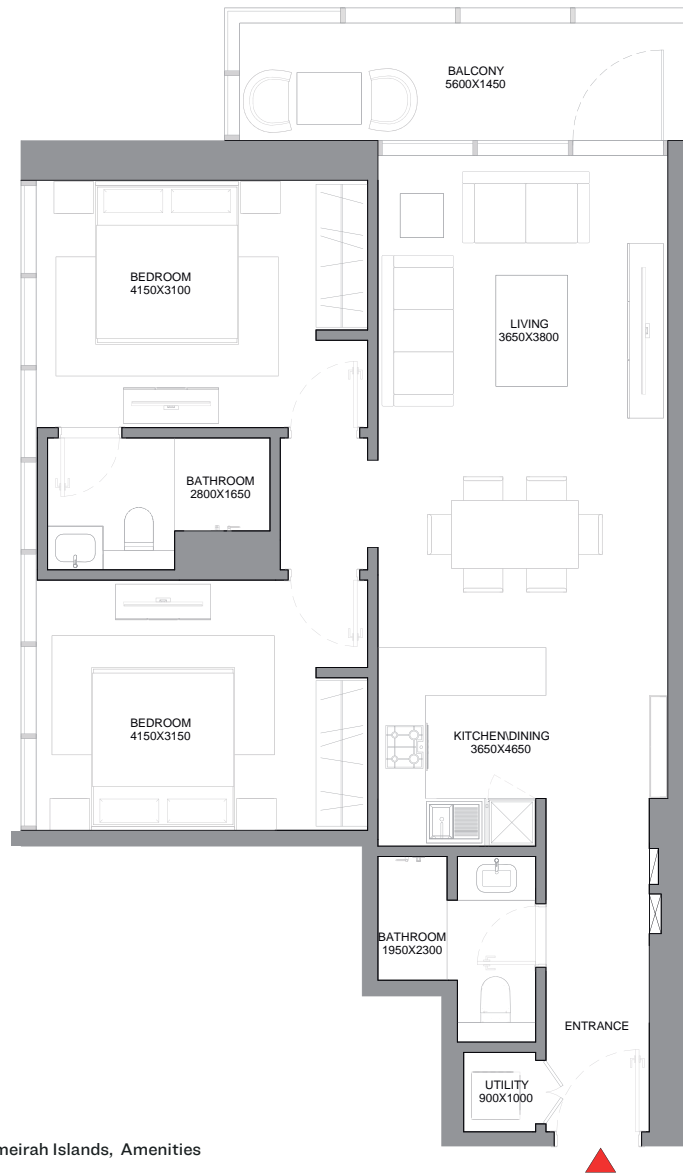 BALCONY
5600X1450
BEDROOM
4150X3100
LIVING
3650X3800
BATHROOM
2800X1650
BEDROOM
4150X3150
KITCHEN\DINING
3650X4650
BATHROOM
1950X2300
ENTRANCE
UTILITY
900X1000
meirah Islands, Amenities